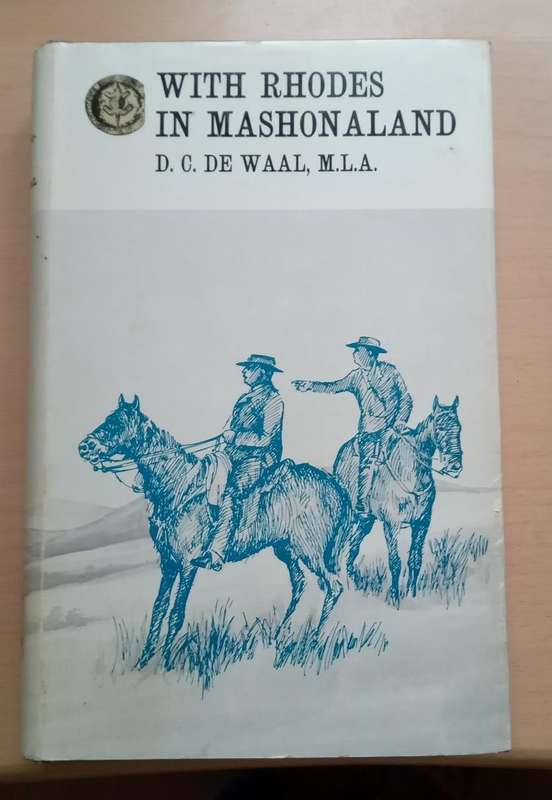 WITH RHODES
IN MASHONALAND
D. C. DE WAAL, M.L.A.